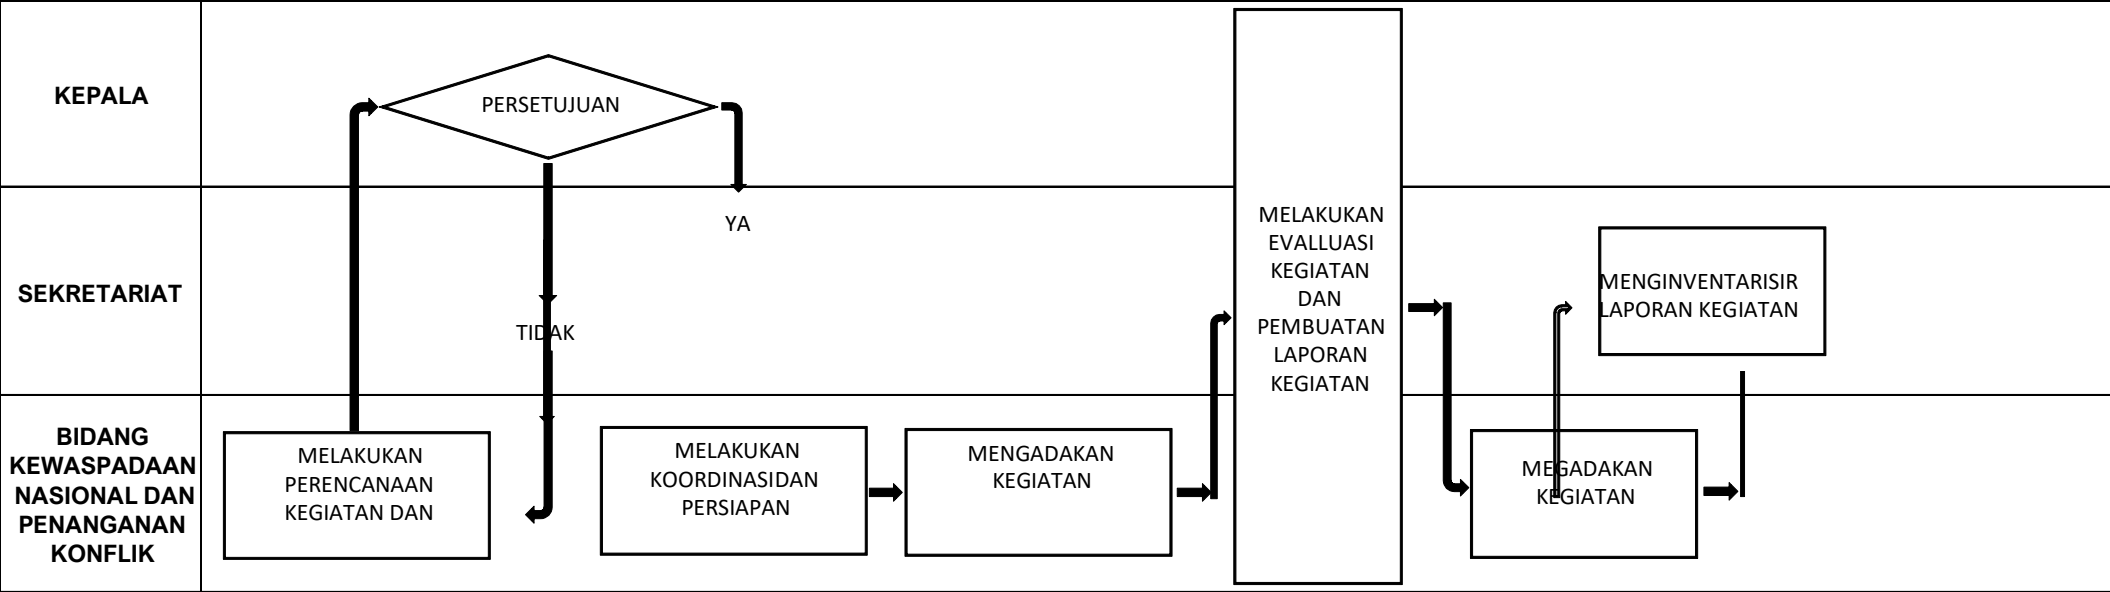 KEPALA
PERSETUJUAN
SEKRETARIAT
YA
TIDAK
MELAKUKAN
EVALLUASI
KEGIATAN
DAN
PEMBUATAN
LAPORAN
KEGIATAN
MENGINVENTARISIR
LAPORAN KEGIATAN
BIDANG
KEWASPADAAN
NASIONAL DAN
PENANGANAN
KONFLIK
MELAKUKAN
PERENCANAAN
KEGIATAN DAN
MELAKUKAN
KOORDINASIDAN
PERSIAPAN
MENGADAKAN
KEGIATAN
MEGADAKAN
KEGIATAN